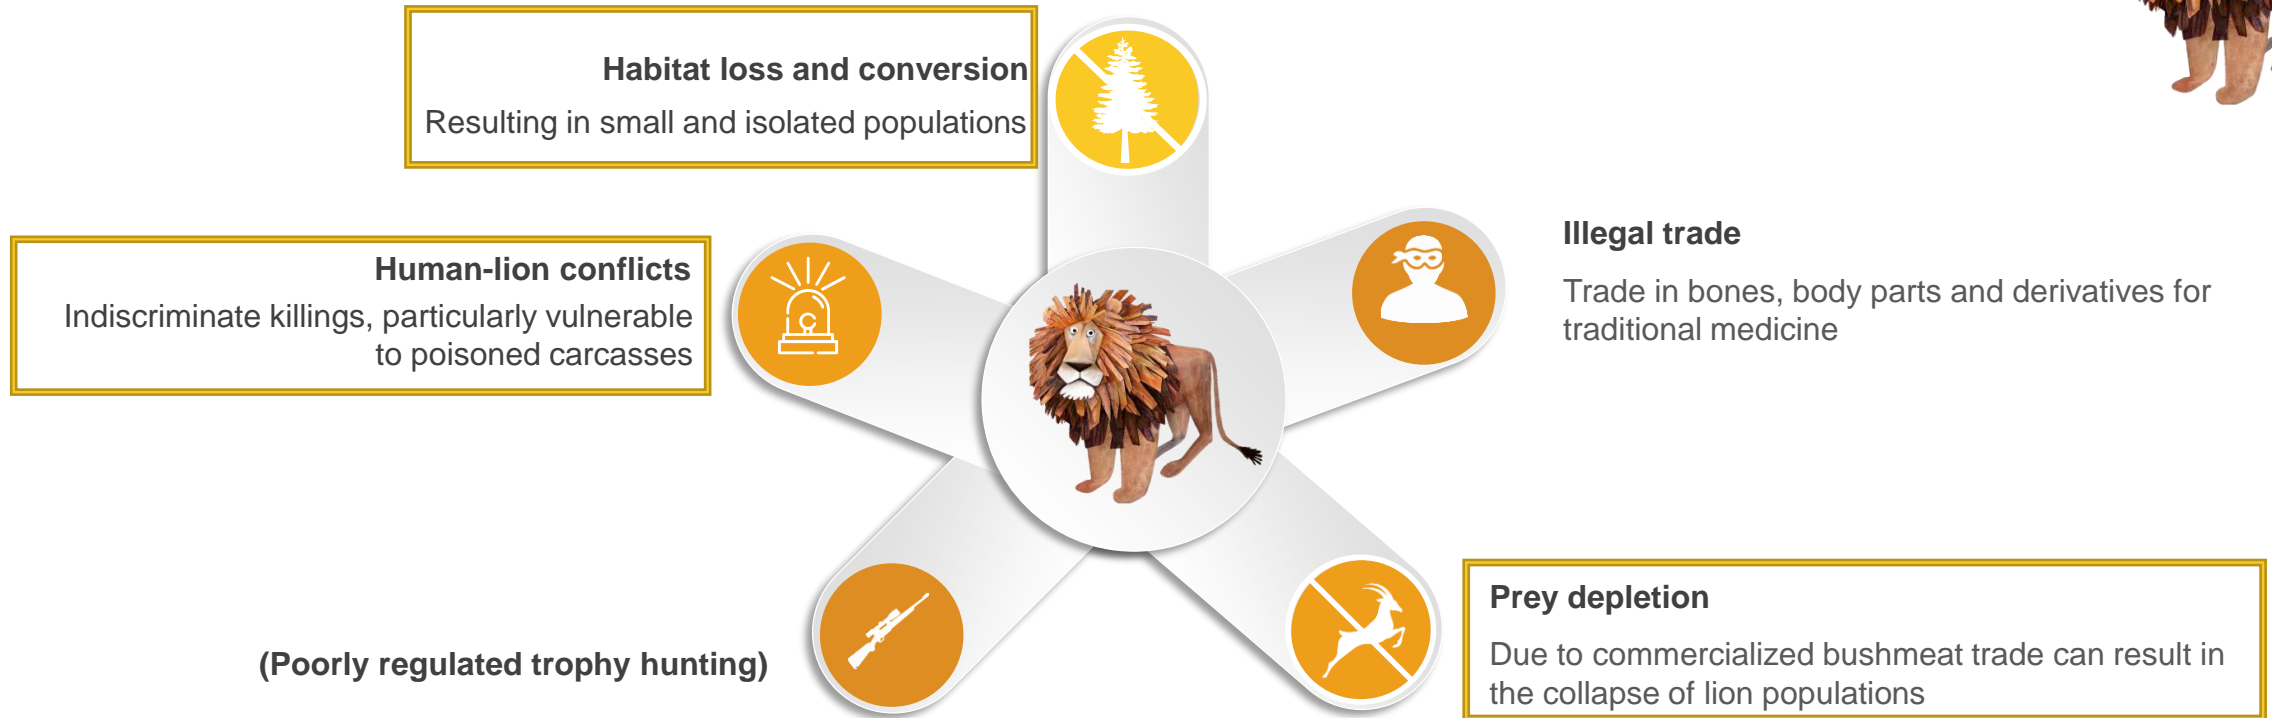 Habitat loss and conversion
Resulting in small and isolated populations
Human-lion conflicts
Indiscriminate killings, particularly vulnerable
to poisoned carcasses
Illegal trade
Trade in bones, body parts and derivatives for
traditional medicine
(Poorly regulated trophy hunting)
Prey depletion
Due to commercialized bushmeat trade can result in
the collapse of lion populations